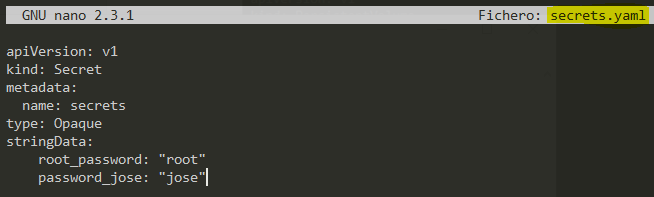 GNU nano 2.3.1 Fichero: secrets.yaml
apiVersion: v1
kind: Secret
metadata:
  name: secrets
type: Opaque
stringData:
    root_password: "root"
    password_jose: "jose"